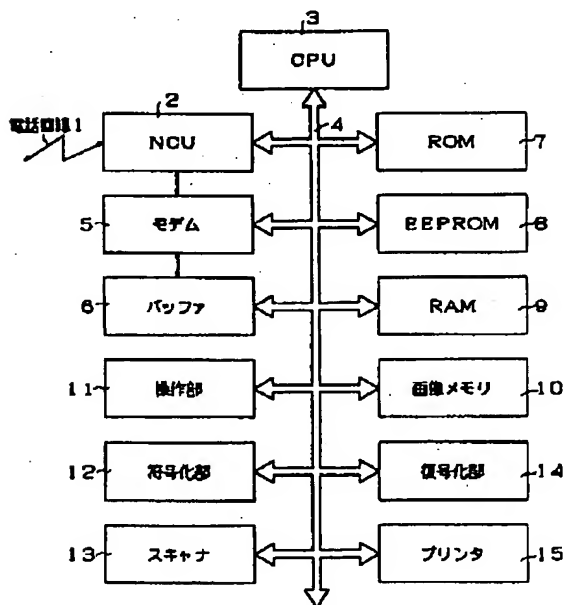 3
CPU
2
4
電話回線1
NCU
ROM
7
5
モデム
EEPROM
8
6
バッファ
RAM
9
11
操作部
画像メモリ
10
12
符号化部
復号化部
14
13
スキャナ
プリンタ
15